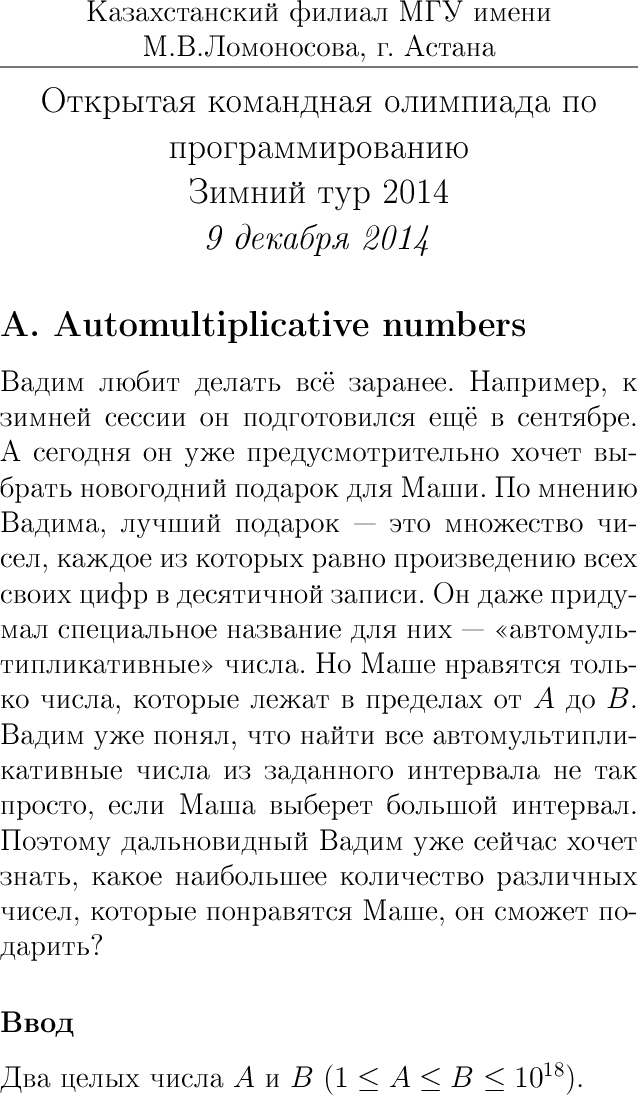 Казахстанский филиал МГУ имени
М.В.Ломоносова, г. Астана
Открытая командная олимпиада по
программированию
Зимний тур 2014
9 декабря 2014
A. Automultiplicative numbers
Вадим любит делать всё заранее. Например, к
зимней сессии он подготовился ещё в сентябре.
А сегодня он уже предусмотрительно хочет вы-
брать новогодний подарок для Маши. По мнению
Вадима, лучший подарок — это множество чи-
сел, каждое из которых равно произведению всех
своих цифр в десятичной записи. Он даже приду-
мал специальное название для них — «автомуль-
типликативные» числа. Но Маше нравятся толь-
ко числа, которые лежат в пределах от A до B.
Вадим уже понял, что найти все автомультипли-
кативные числа из заданного интервала не так
просто, если Маша выберет большой интервал.
Поэтому дальновидный Вадим уже сейчас хочет
знать, какое наибольшее количество различных
чисел, которые понравятся Маше, он сможет по-
дарить?
Ввод
Два целых числа A и B (1 ≤ A ≤ B ≤ 10¹⁸).